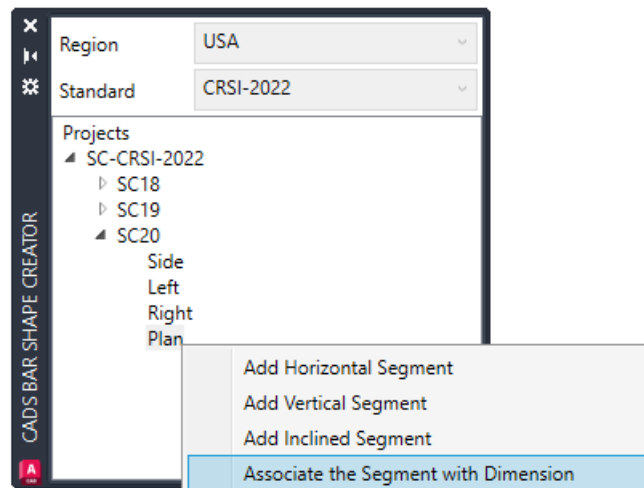 Region USA
Standard CRSI-2022
Projects
SC-CRSI-2022
SC18
SC19
SC20
Side
Left
Right
Plan
Add Horizontal Segment
Add Vertical Segment
Add Inclined Segment
Associate the Segment with Dimension
CADS BAR SHAPE CREATOR
A
CAD